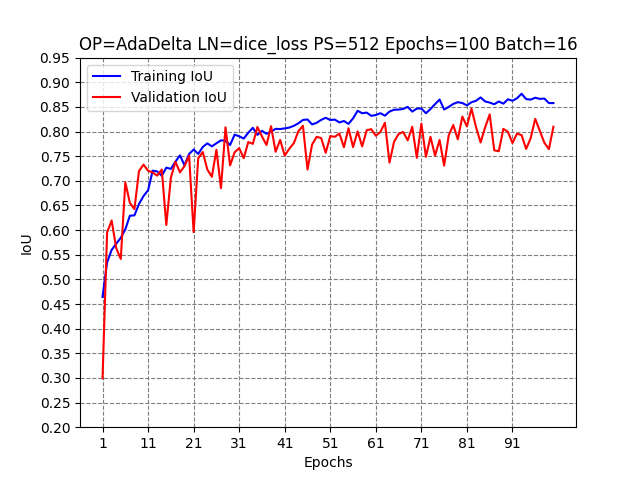 OP=AdaDelta LN=dice_loss PS=512 Epochs=100 Batch=16
0.95
0.90
0.85
0.80
0.75
0.70
0.65
0.60
0.55
0.50
0.45
0.40
0.35
0.30
0.25
0.20
IoU
Training IoU
Validation IoU
1 11 21 31 41 51 61 71 81 91
Epochs